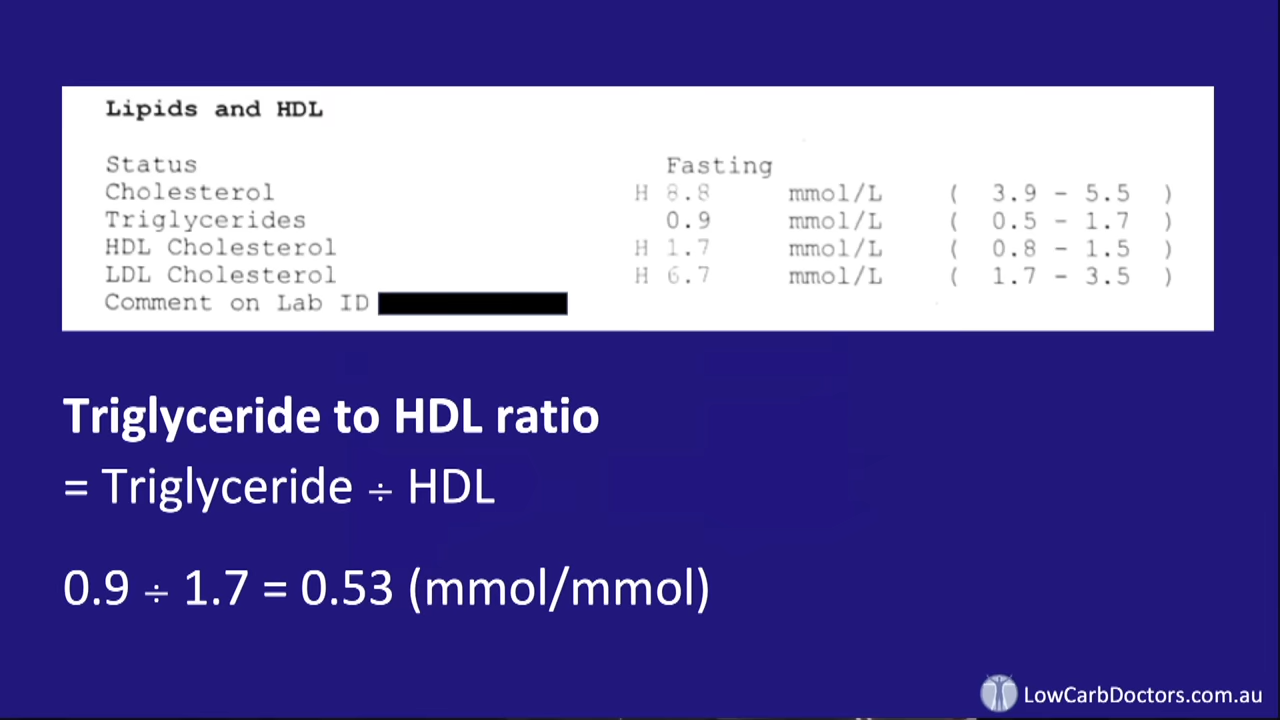 Lipids and HDL
Status Fasting
Cholesterol H 8.8 mmol/L ( 3.9 - 5.5 )
Triglycerides 0.9 mmol/L ( 0.5 - 1.7 )
HDL Cholesterol H 1.7 mmol/L ( 0.8 - 1.5 )
LDL Cholesterol H 6.7 mmol/L ( 1.7 - 3.5 )
Comment on Lab ID
Triglyceride to HDL ratio
= Triglyceride ÷ HDL
0.9 ÷ 1.7 = 0.53 (mmol/mmol)
LowCarbDoctors.com.au